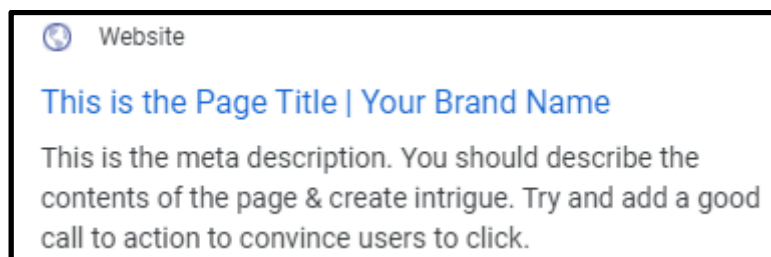 Website
This is the Page Title | Your Brand Name
This is the meta description. You should describe the
contents of the page & create intrigue. Try and add a good
call to action to convince users to click.